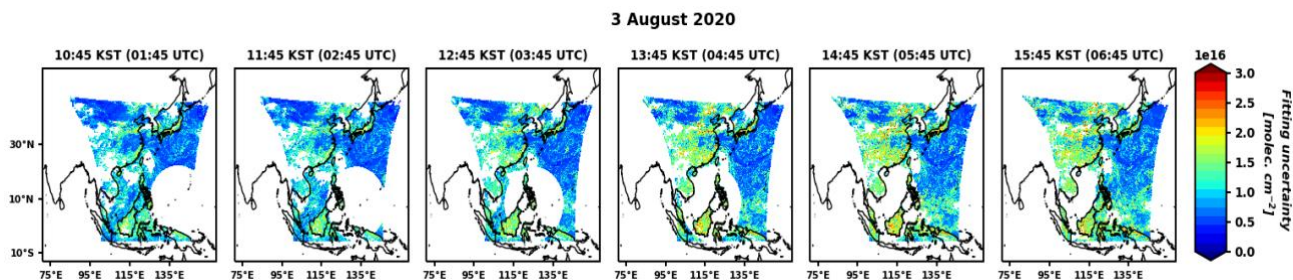 3 August 2020
10:45 KST (01:45 UTC)
11:45 KST (02:45 UTC)
12:45 KST (03:45 UTC)
13:45 KST (04:45 UTC)
14:45 KST (05:45 UTC)
15:45 KST (06:45 UTC)
1e16
30°N
10°N
10°S
75°E 95°E 115°E 135°E
75°E 95°E 115°E 135°E
75°E 95°E 115°E 135°E
75°E 95°E 115°E 135°E
75°E 95°E 115°E 135°E
75°E 95°E 115°E 135°E
3.0
2.5
2.0
1.5
1.0
0.5
0.0
Fitting uncertainty
[molec. cm⁻²]